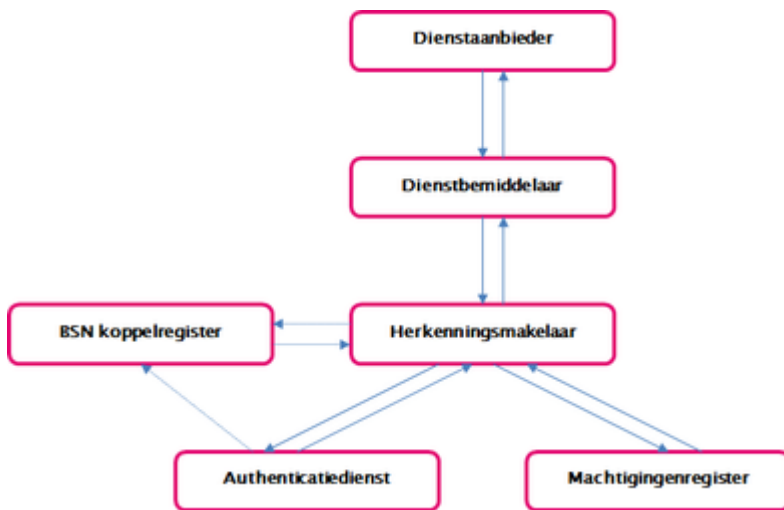 Dienstaanbieder
Dienstbemiddelaar
BSN koppelregister
Herkenningsmakelaar
Authenticatiedienst
Machtigingenregister